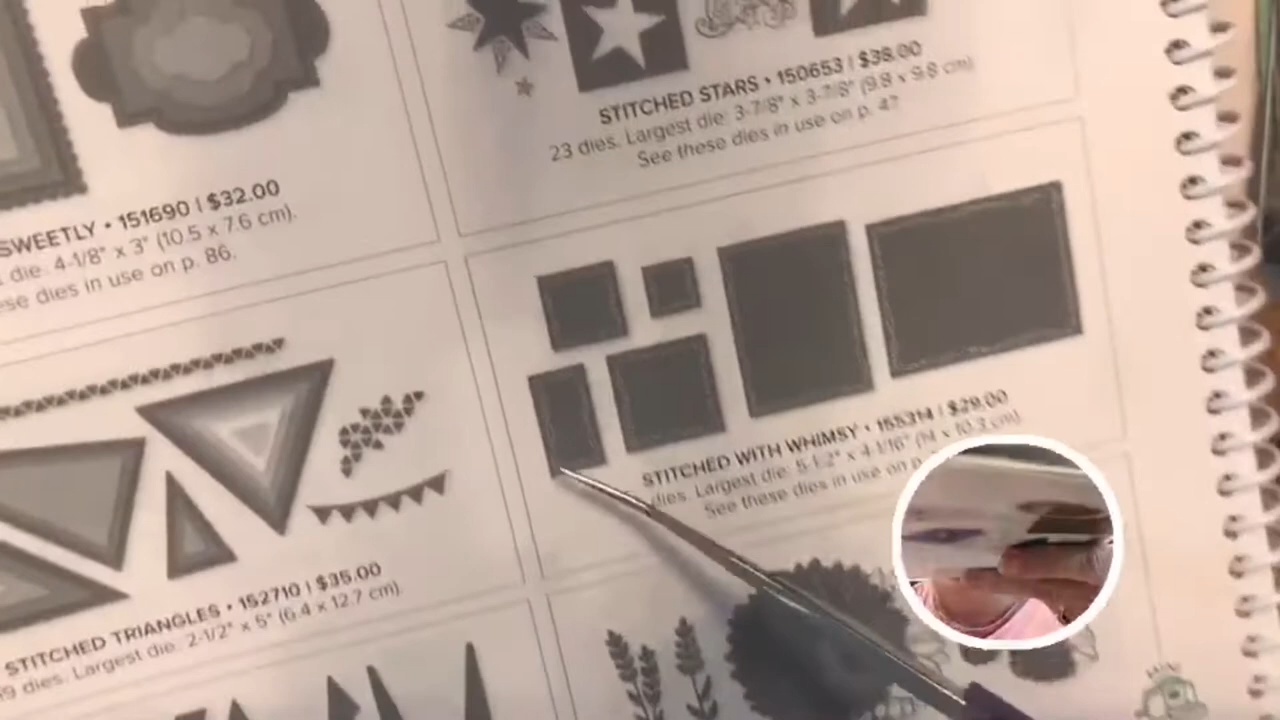 STITCHED STARS • 150653 | $38.00
23 dies. Largest die: 3-7/8" x 3-7/8" (9.8 x 9.8 cm)
See these dies in use on p. 47
SWEETLY • 151690 | $32.00
die: 4-1/8" x 3" (10.5 x 7.6 cm).
dies in use on p. 86.
STITCHED WITH WHIMSY • 155314 | $29.00
dies. Largest die: 5-1/2" x 4-1/16" (14 x 10.3 cm)
See these dies in use on p
STITCHED TRIANGLES • 152710 | $35.00
dies. Largest die: 2-1/2" x 5" (6.4 x 12.7 cm)
MINI